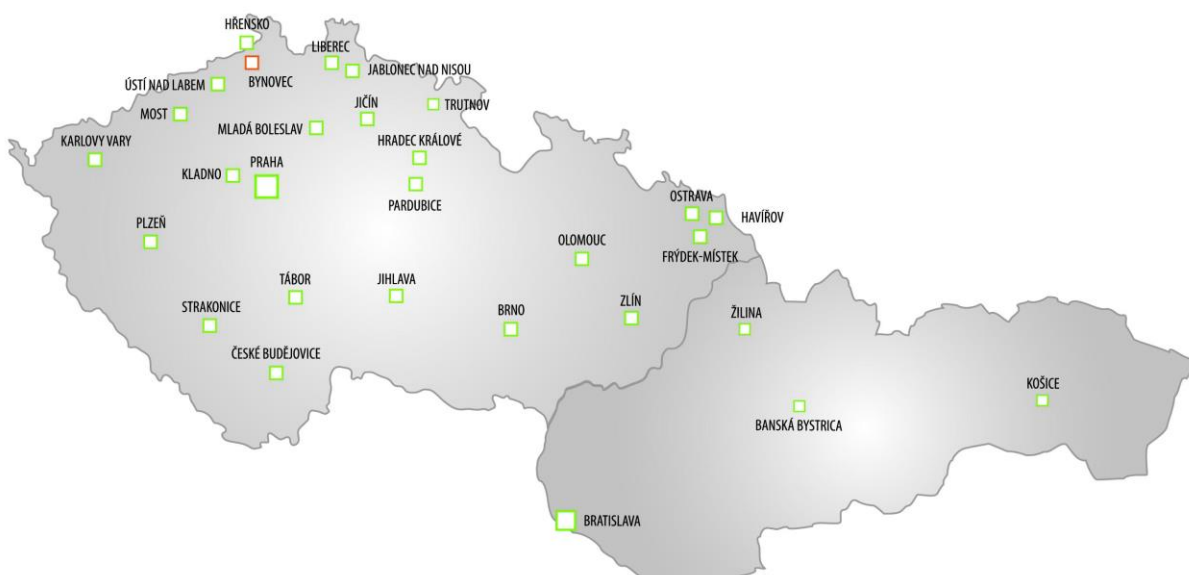 HŘENSKO
LIBEREC
BYNOVEC
JABLONEC NAD NISOU
ÚSTÍ NAD LABEM
MOST
JIČÍN
TRUTNOV
MLADÁ BOLESLAV
KARLOVY VARY
HRADEC KRÁLOVÉ
KLADNO
PRAHA
PARDUBICE
OSTRAVA
HAVÍŘOV
PLZEŇ
OLOMOUC
FRÝDEK-MÍSTEK
TÁBOR
JIHLAVA
STRAKONICE
BRNO
ZLÍN
ŽILINA
ČESKÉ BUDĚJOVICE
KOŠICE
BANSKÁ BYSTRICA
BRATISLAVA